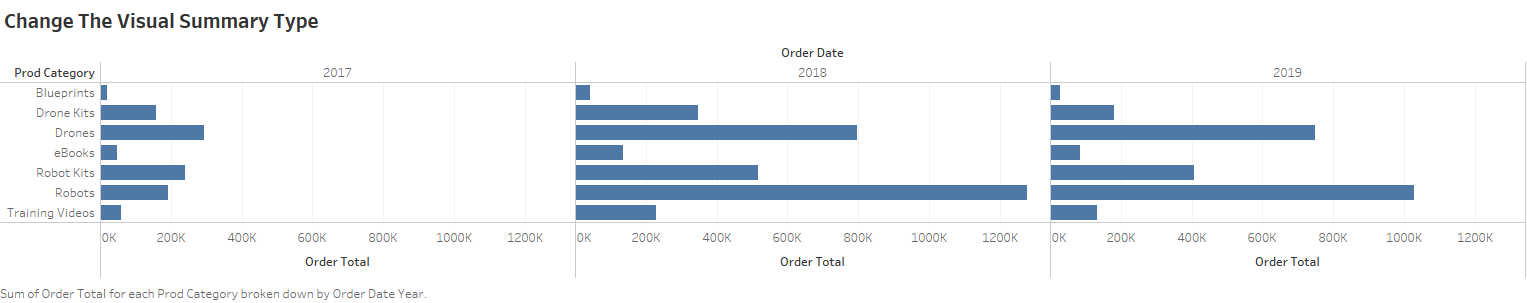 Change The Visual Summary Type
Order Date
Prod Category 2017 2018 2019
Blueprints
Drone Kits
Drones
eBooks
Robot Kits
Robots
Training Videos
0K 200K 400K 600K 800K 1000K 1200K 0K 200K 400K 600K 800K 1000K 1200K 0K 200K 400K 600K 800K 1000K 1200K
Order Total Order Total Order Total
Sum of Order Total for each Prod Category broken down by Order Date Year.